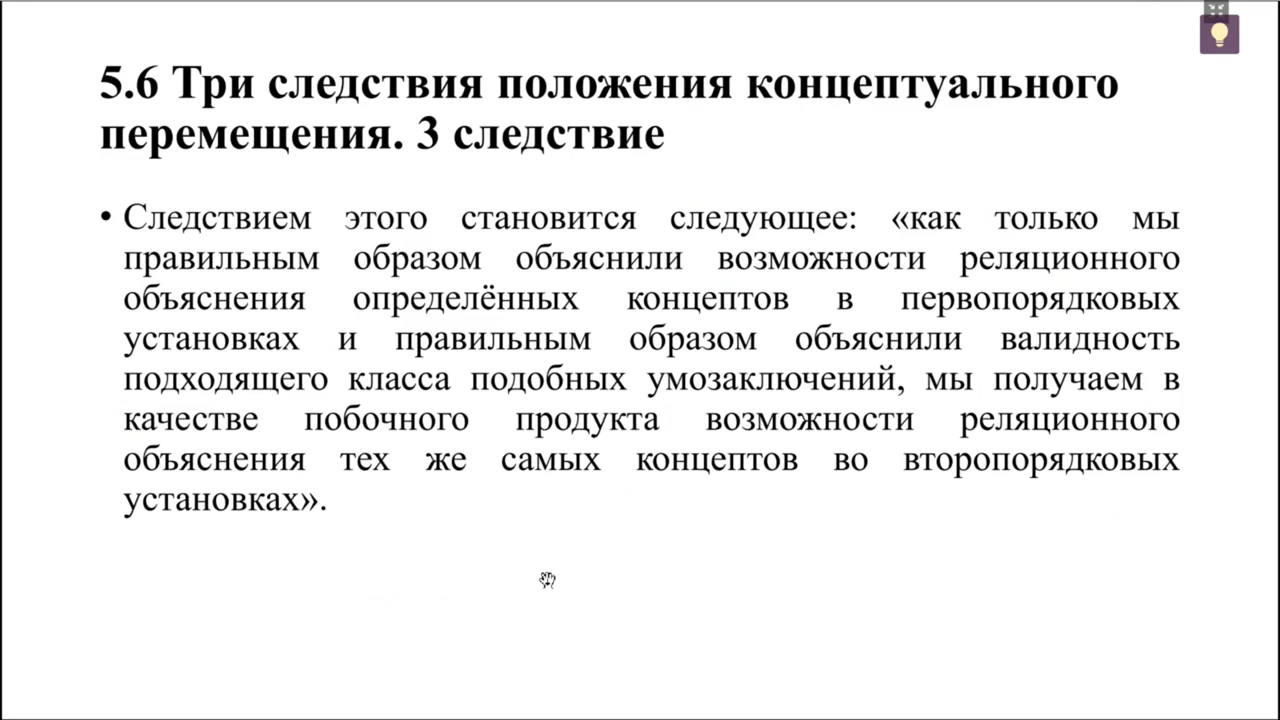 5.6 Три следствия положения концептуального
перемещения. 3 следствие
• Следствием этого становится следующее: «как только мы
правильным образом объяснили возможности реляционного
объяснения определённых концептов в первопорядковых
установках и правильным образом объяснили валидность
подходящего класса подобных умозаключений, мы получаем в
качестве побочного продукта возможности реляционного
объяснения тех же самых концептов во второпорядковых
установках».